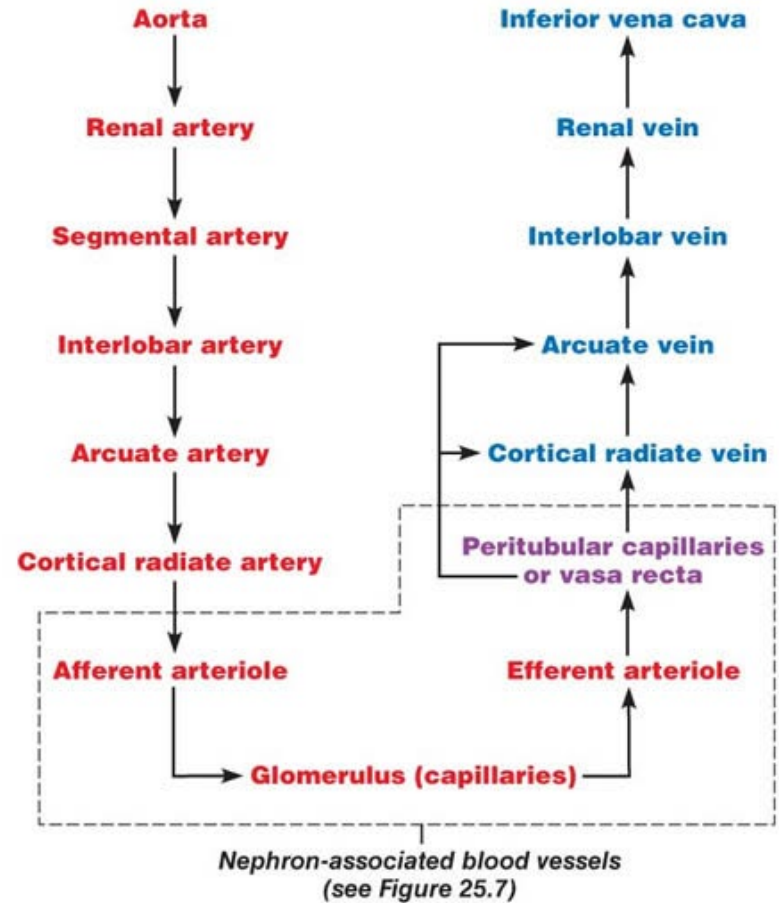 Aorta
Renal artery
Segmental artery
Interlobar artery
Arcuate artery
Cortical radiate artery
Afferent arteriole
Glomerulus (capillaries)
Efferent arteriole
Peritubular capillaries
or vasa recta
Cortical radiate vein
Arcuate vein
Interlobar vein
Renal vein
Inferior vena cava
Nephron-associated blood vessels
(see Figure 25.7)